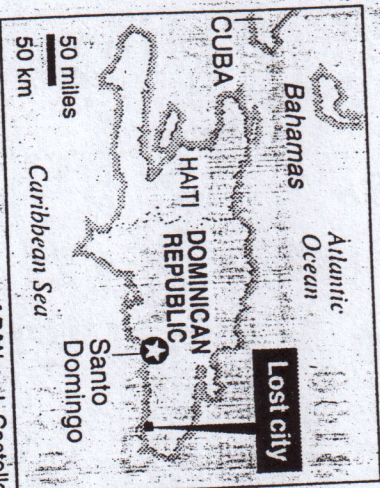 Bahamas
Atlantic
Ocean
CUBA
Lost city
HAITI
DOMINICAN
REPUBLIC
Santo
Domingo
50 miles
50 km
Caribbean Sea